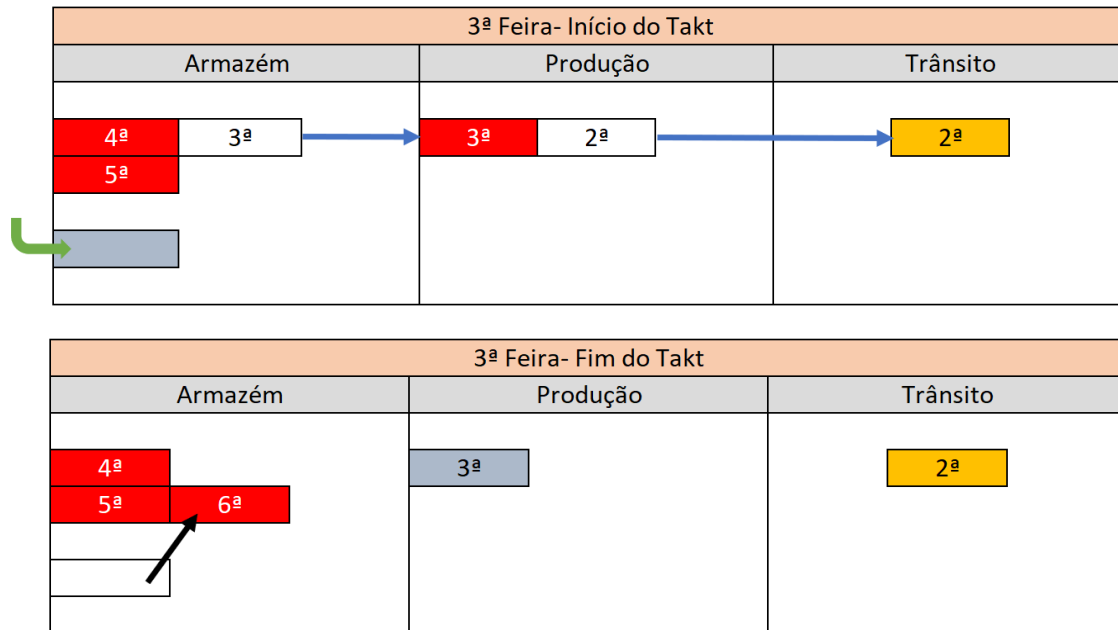 3ª Feira- Início do Takt
Armazém Produção Trânsito
4ª 3ª 3ª 2ª 2ª
5ª
3ª Feira- Fim do Takt
Armazém Produção Trânsito
4ª 3ª 2ª
5ª 6ª